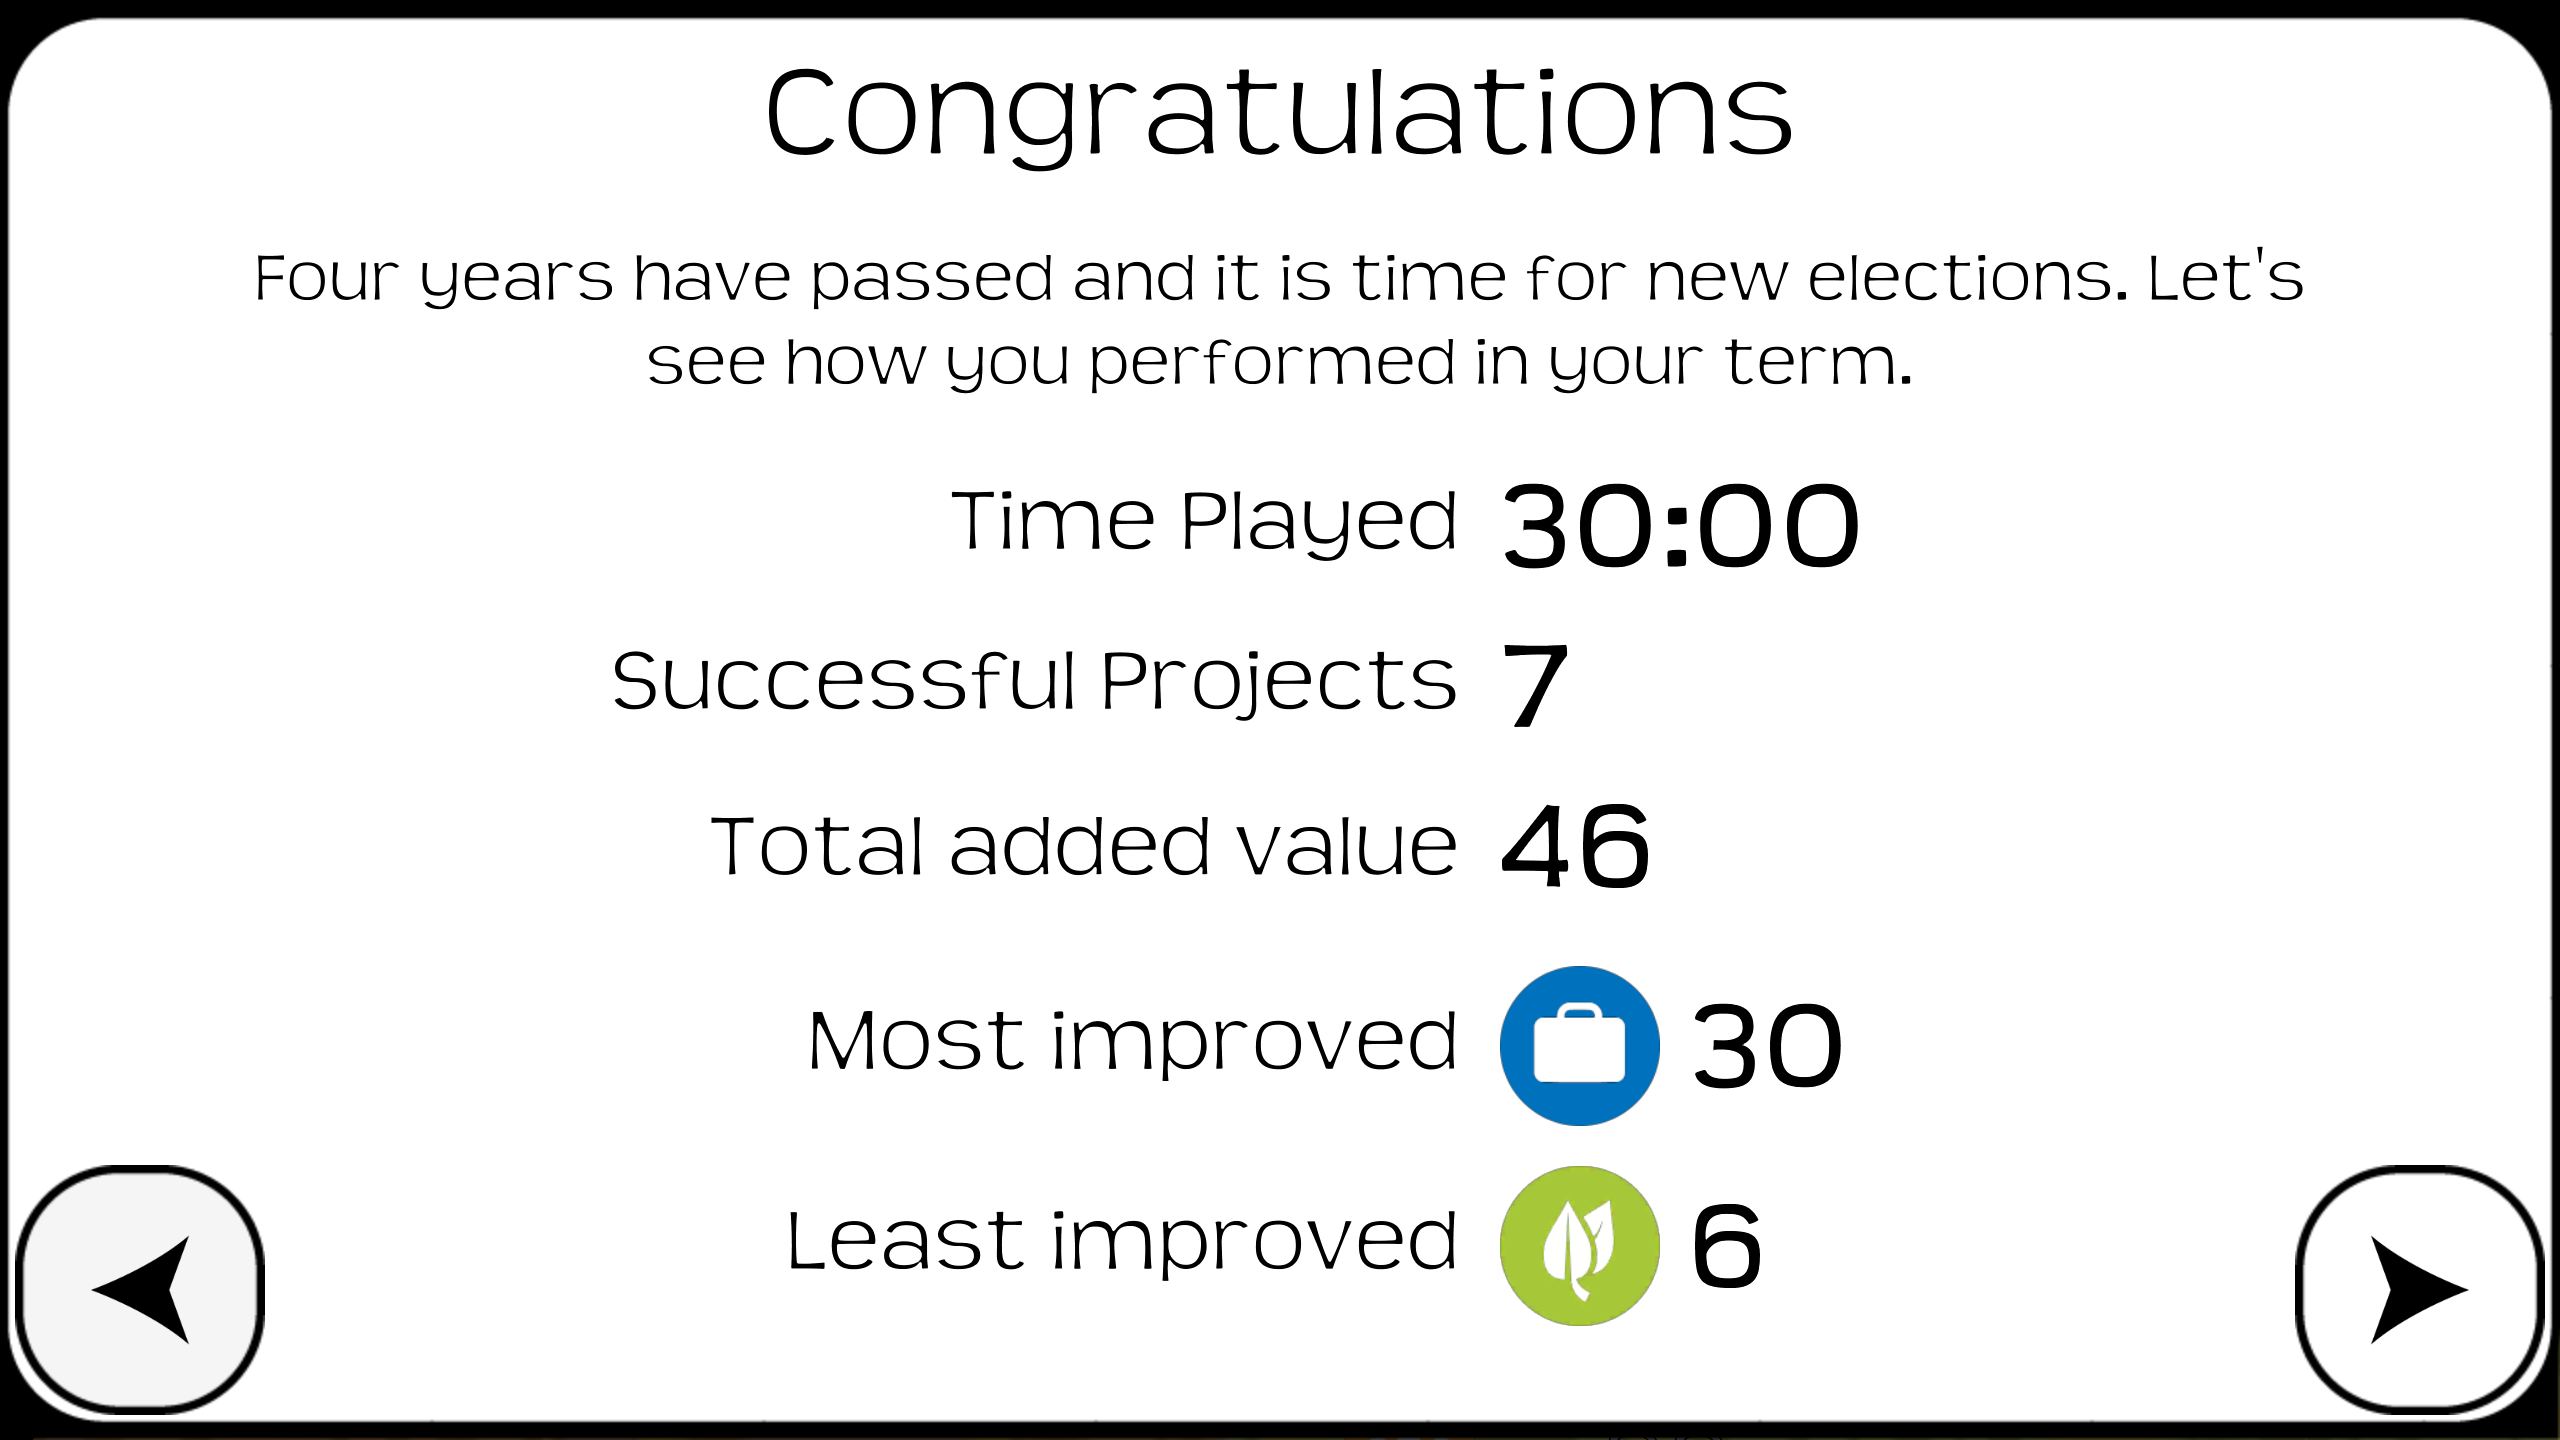 Congratulations
Four years have passed and it is time for new elections. Let's
see how you performed in your term.
Time Played 30:00
Successful Projects 7
Total added value 46
Most improved 30
Least improved 6